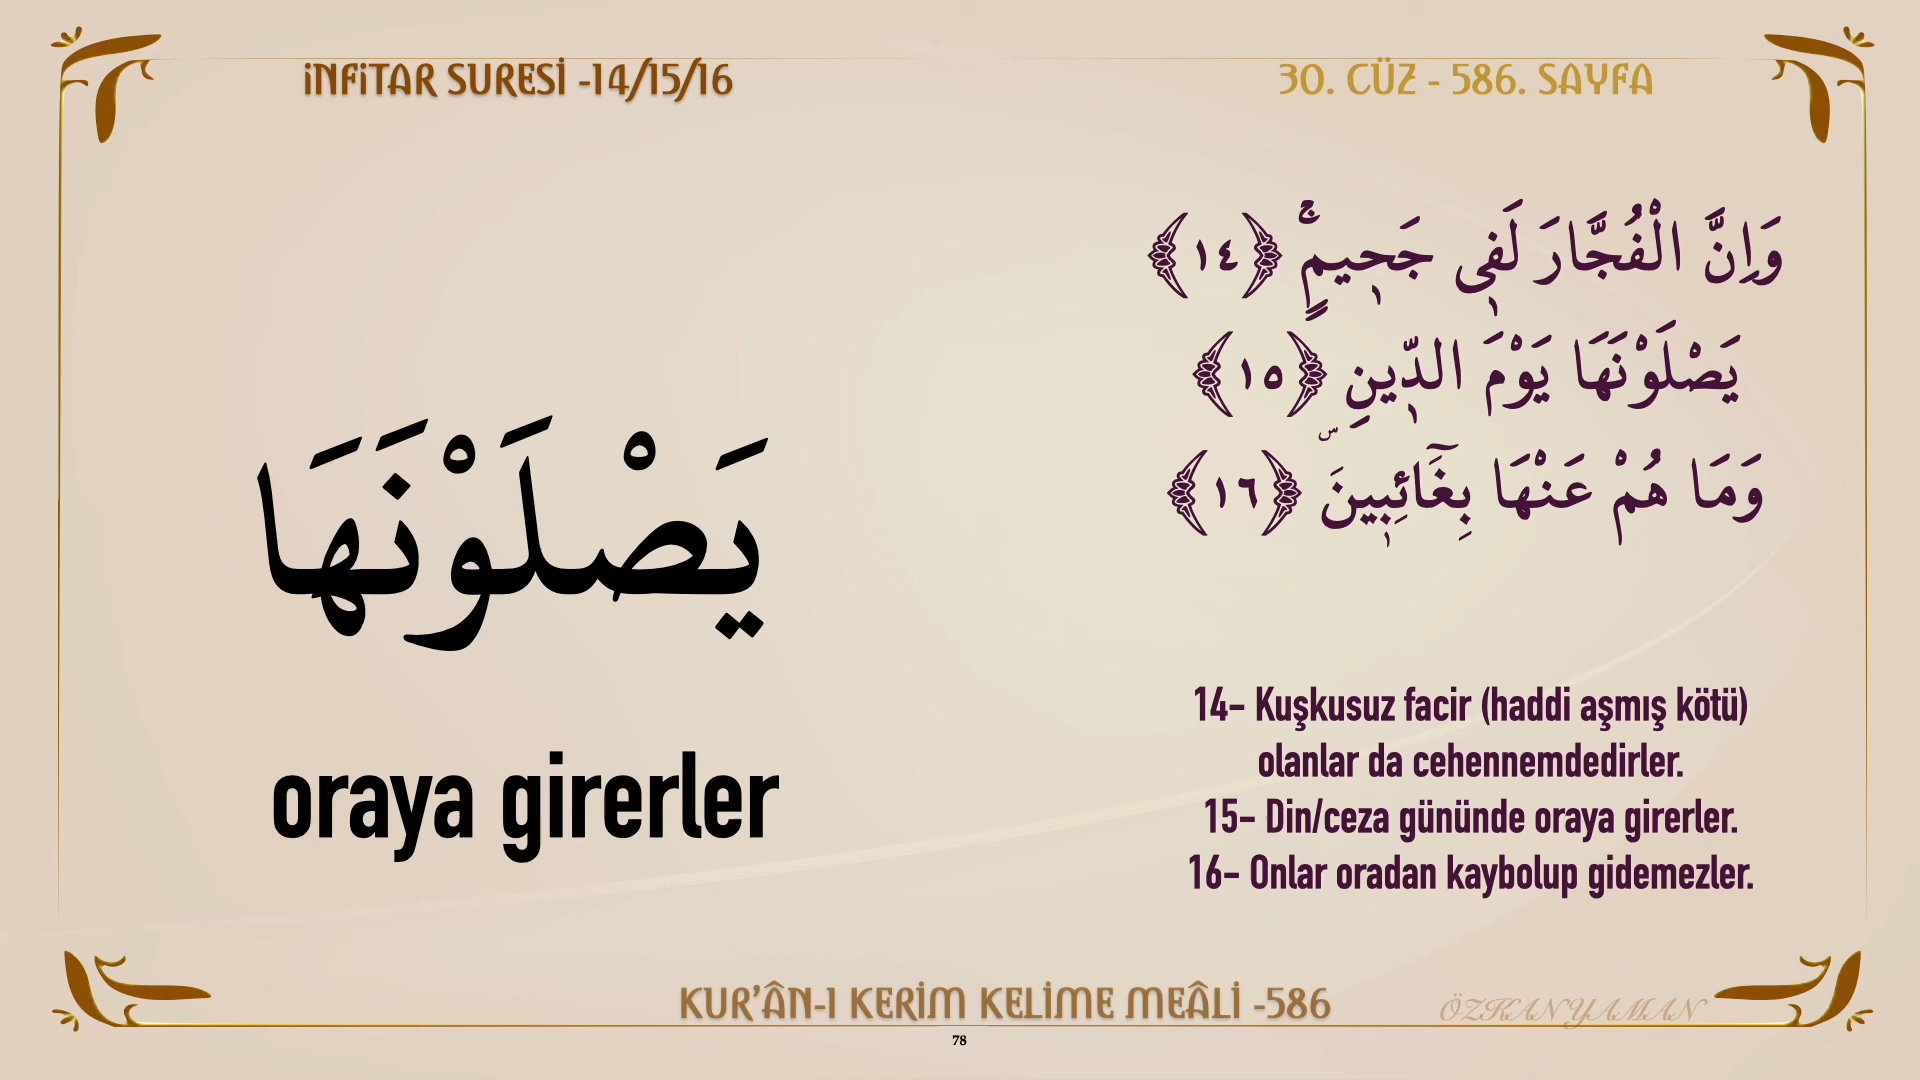 İNFİTAR SURESİ -14/15/16
30. CÜZ - 586. SAYFA
وَاِنَّ الْفُجَّارَ لَف۪ى جَح۪يمٍۚ ﴿١٤﴾
يَصْلَوْنَهَا يَوْمَ الدّ۪ينِ ﴿١٥﴾
وَمَا هُمْ عَنْهَا بِغَٓائِب۪ينَۜ ﴿١٦﴾
يَصْلَوْنَهَا
oraya girerler
14– Kuşkusuz facir (haddi aşmış kötü)
olanlar da cehennemdedirler.
15– Din/ceza gününde oraya girerler.
16– Onlar oradan kaybolup gidemezler.
KUR’ÂN-I KERİM KELİME MEÂLİ -586
ÖZKANYAMAN
78